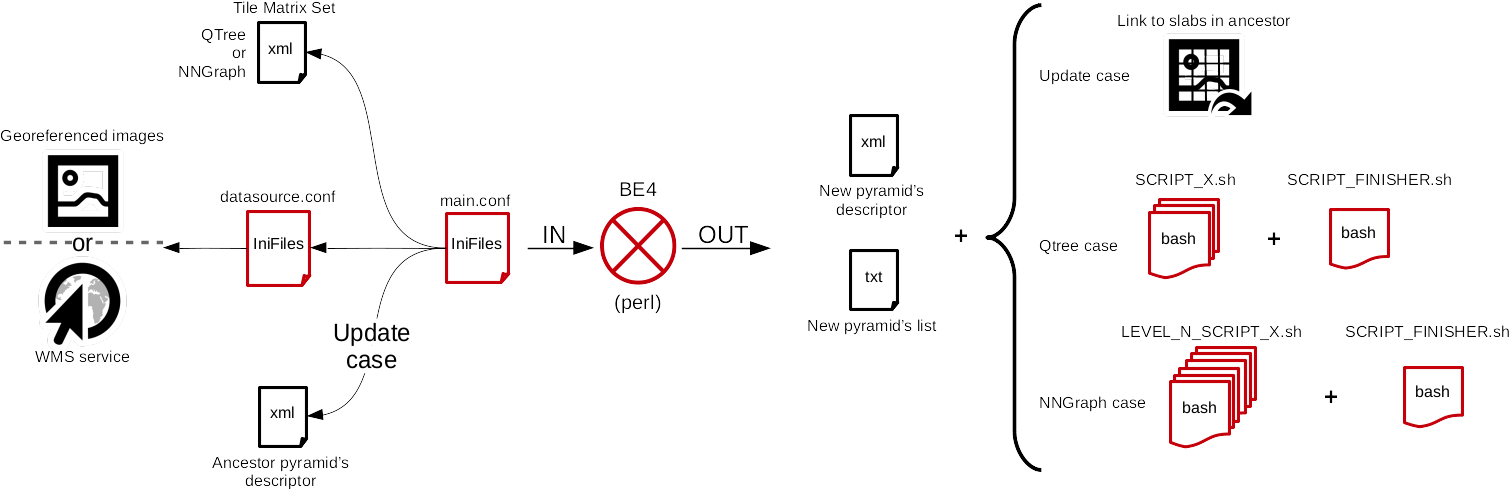 Tile Matrix Set
QTree
or
NNGraph
xml
Georeferenced images
or
WMS service
datasource.conf
IniFiles
main.conf
IniFiles
Update
case
xml
Ancestor pyramid's
descriptor
IN
BE4
(perl)
OUT
xml
New pyramid's
descriptor
txt
New pyramid's list
+
Link to slabs in ancestor
Update case
SCRIPT_X.sh
SCRIPT_FINISHER.sh
Qtree case
bash
+
bash
LEVEL_N_SCRIPT_X.sh
SCRIPT_FINISHER.sh
NNGraph case
bash
+
bash